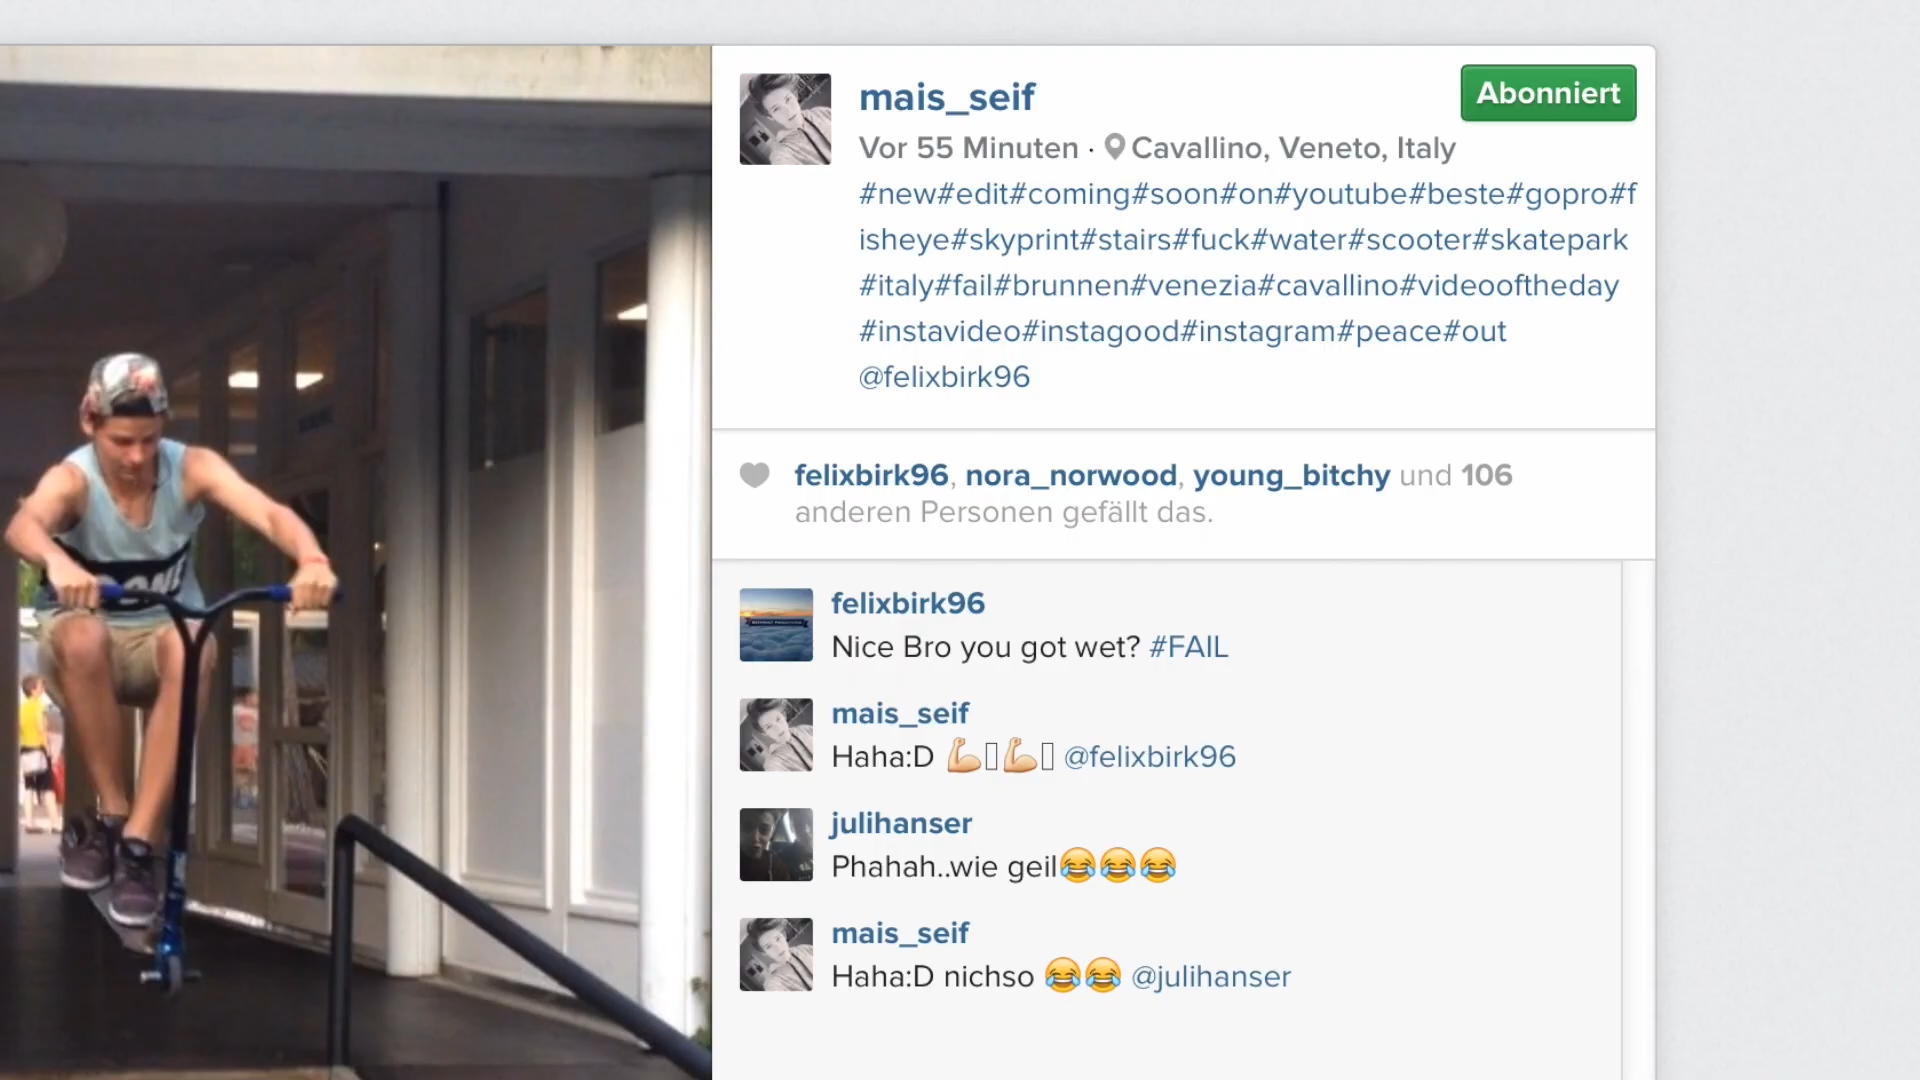 mais_seif
Abonniert
Vor 55 Minuten · Cavallino, Veneto, Italy
#new#edit#coming#soon#on#youtube#beste#gopro#f
isheye#skyprint#stairs#fuck#water#scooter#skatepark
#italy#fail#brunnen#venezia#cavallino#videooftheday
#instavideo#instagood#instagram#peace#out
@felixbirk96
felixbirk96, nora_norwood, young_bitchy und 106
anderen Personen gefällt das.
felixbirk96
Nice Bro you got wet? #FAIL
mais_seif
Haha:D 💪💪 @felixbirk96
julihanser
Phahah..wie geil😂😂😂
mais_seif
Haha:D nichso 😂😂 @julihanser